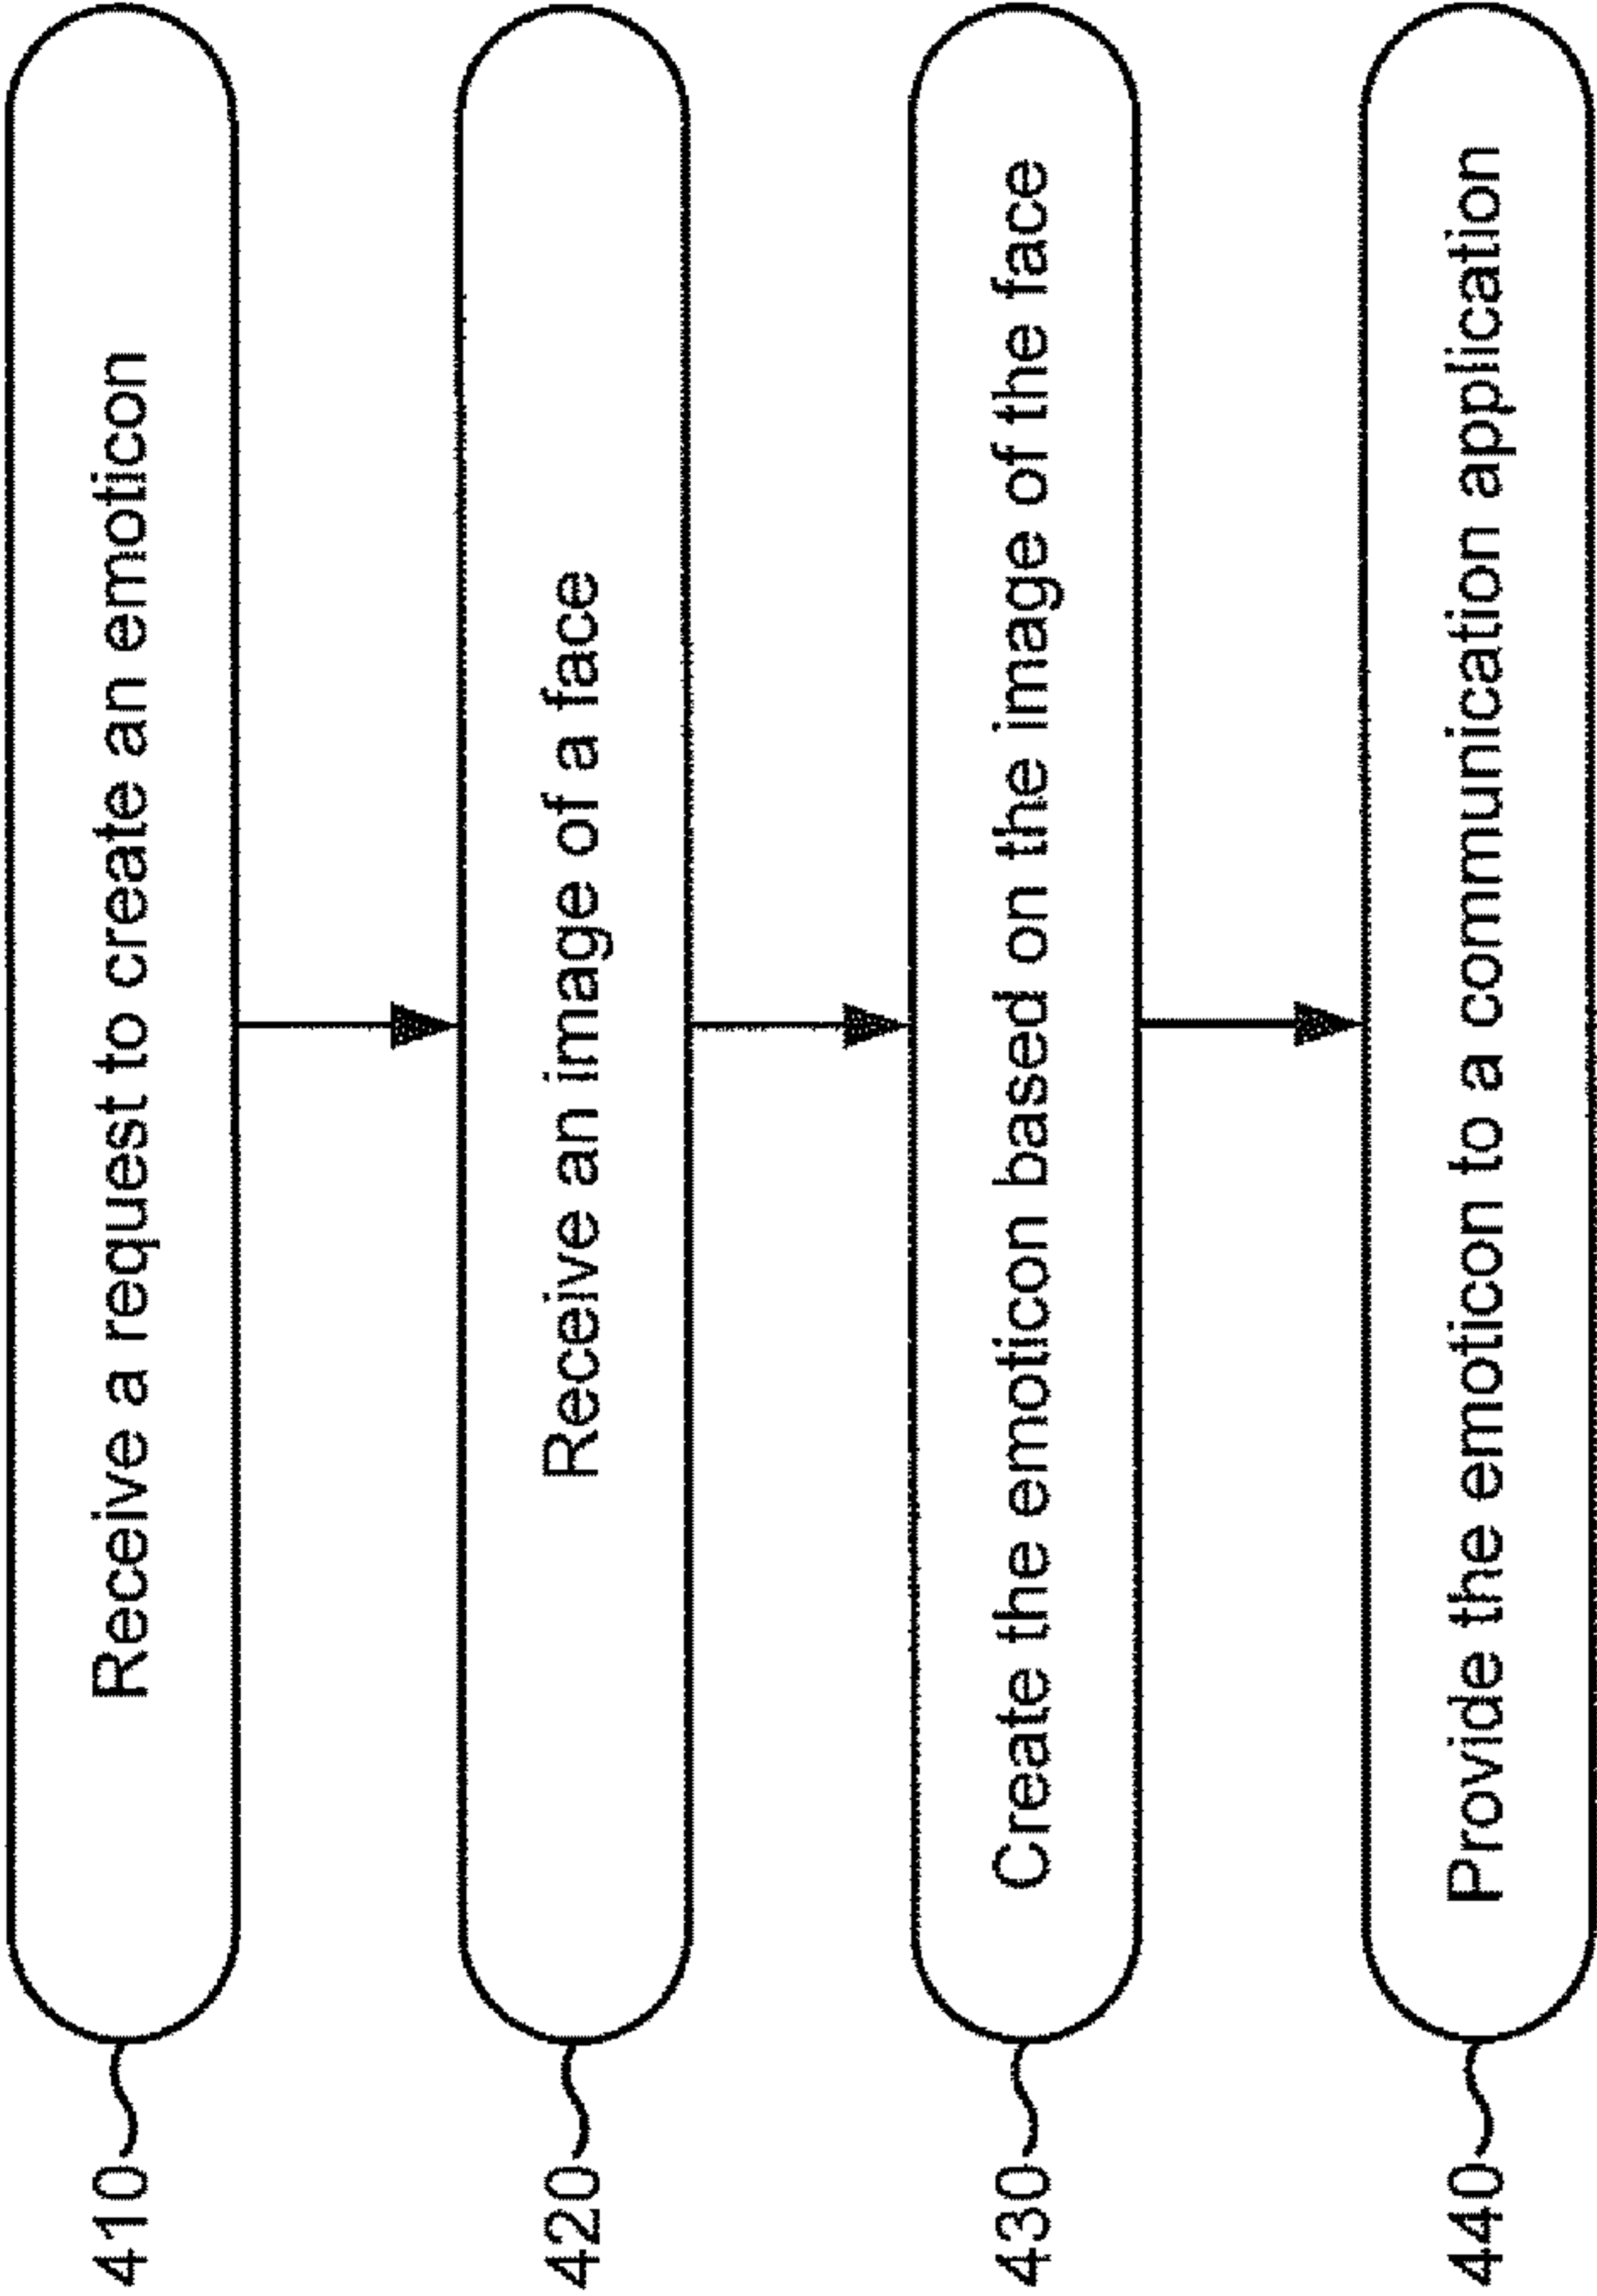 410 Receive a request to create an emoticon
420 Receive an image of a face
430 Create the emoticon based on the image of the face
440 Provide the emoticon to a communication application